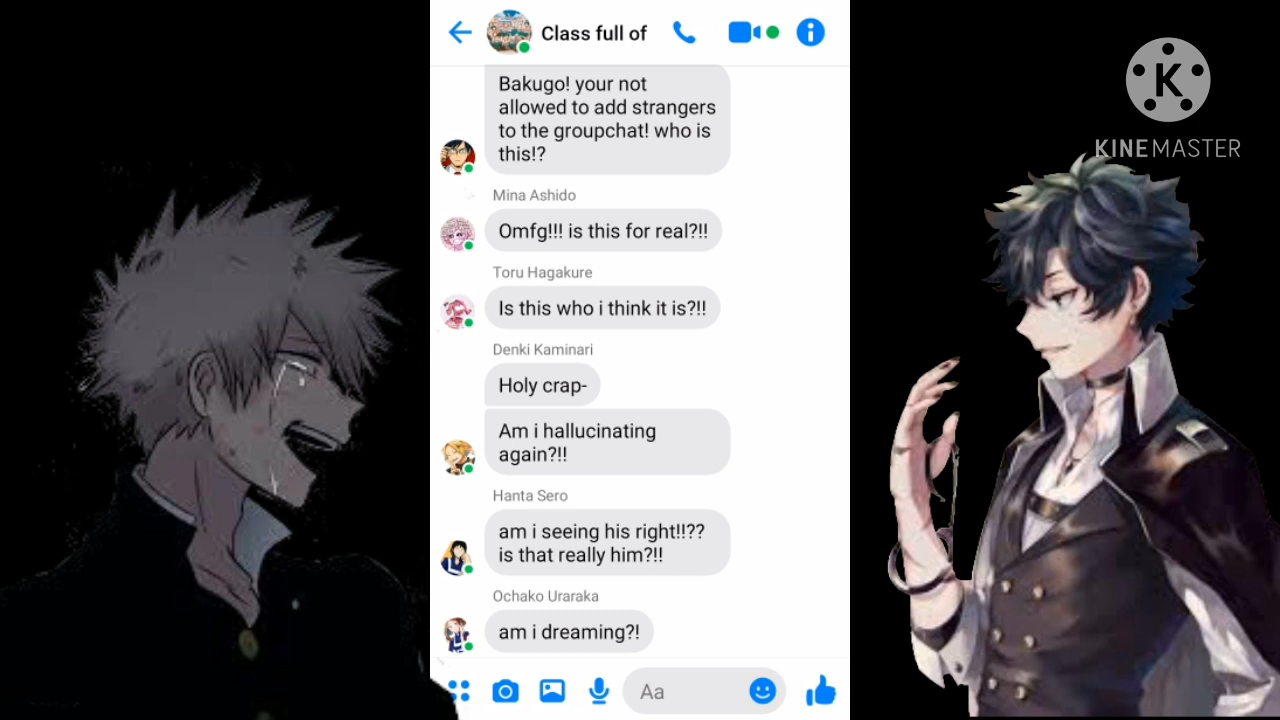 Class full of
Bakugo! your not
allowed to add strangers
to the groupchat! who is
this!?
Mina Ashido
Omfg!!! is this for real?!!
Toru Hagakure
Is this who i think it is?!!
Denki Kaminari
Holy crap-
Am i hallucinating
again?!!
Hanta Sero
am i seeing his right!!??
is that really him?!!
Ochako Uraraka
am i dreaming?!
Aa
K
KINEMASTER